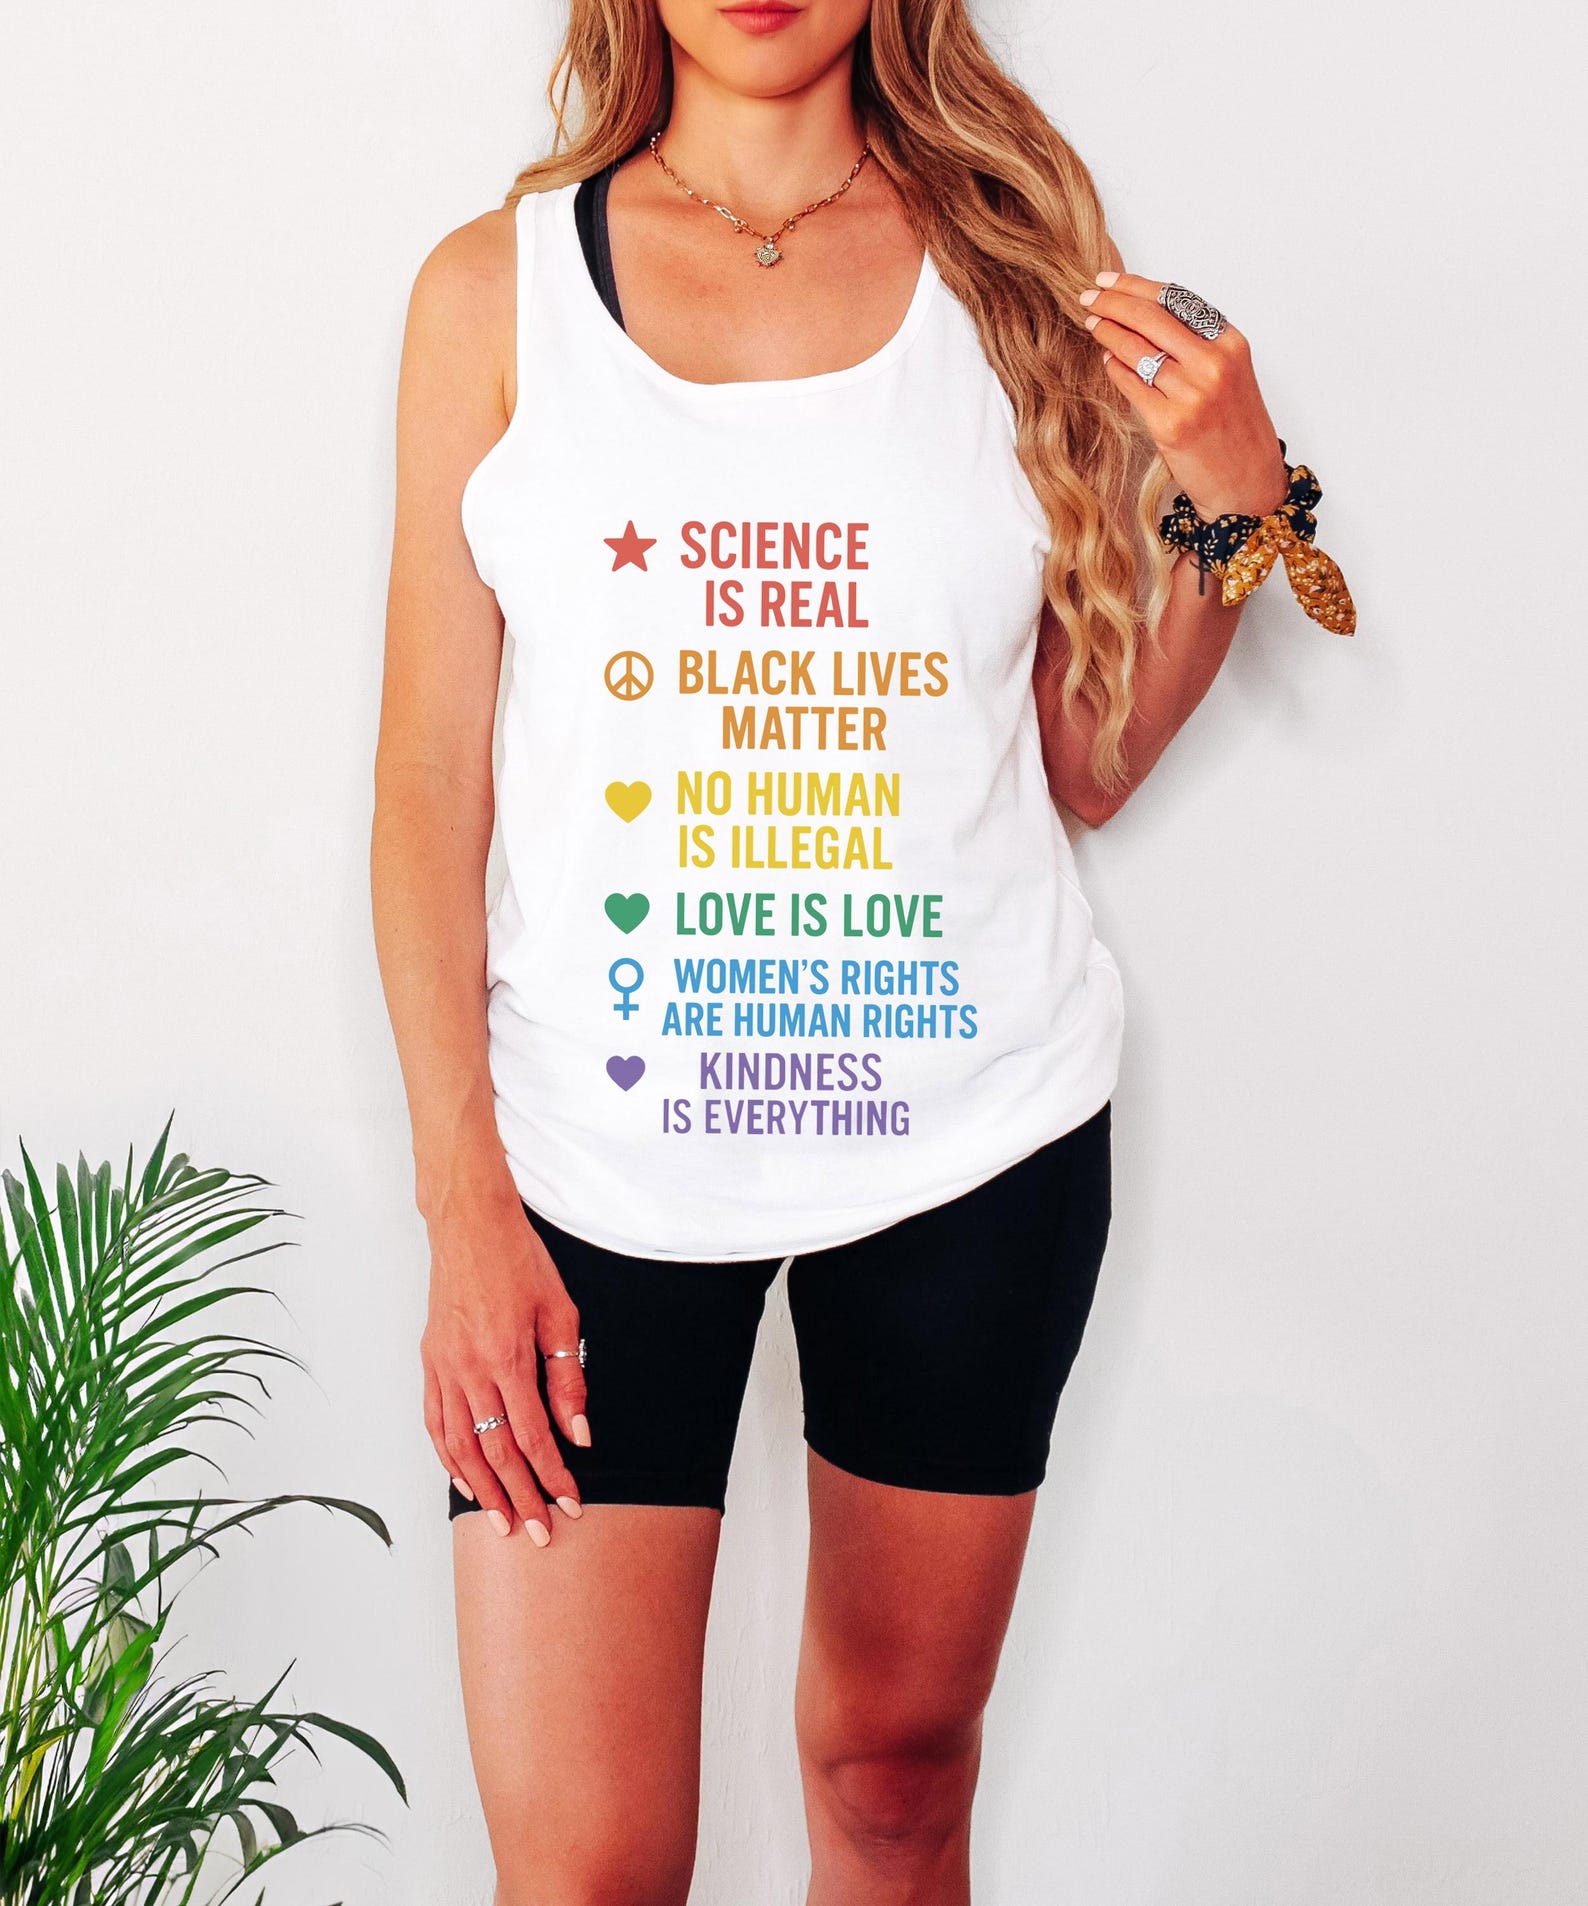 SCIENCE
IS REAL
BLACK LIVES
MATTER
NO HUMAN
IS ILLEGAL
LOVE IS LOVE
WOMEN'S RIGHTS
ARE HUMAN RIGHTS
KINDNESS
IS EVERYTHING